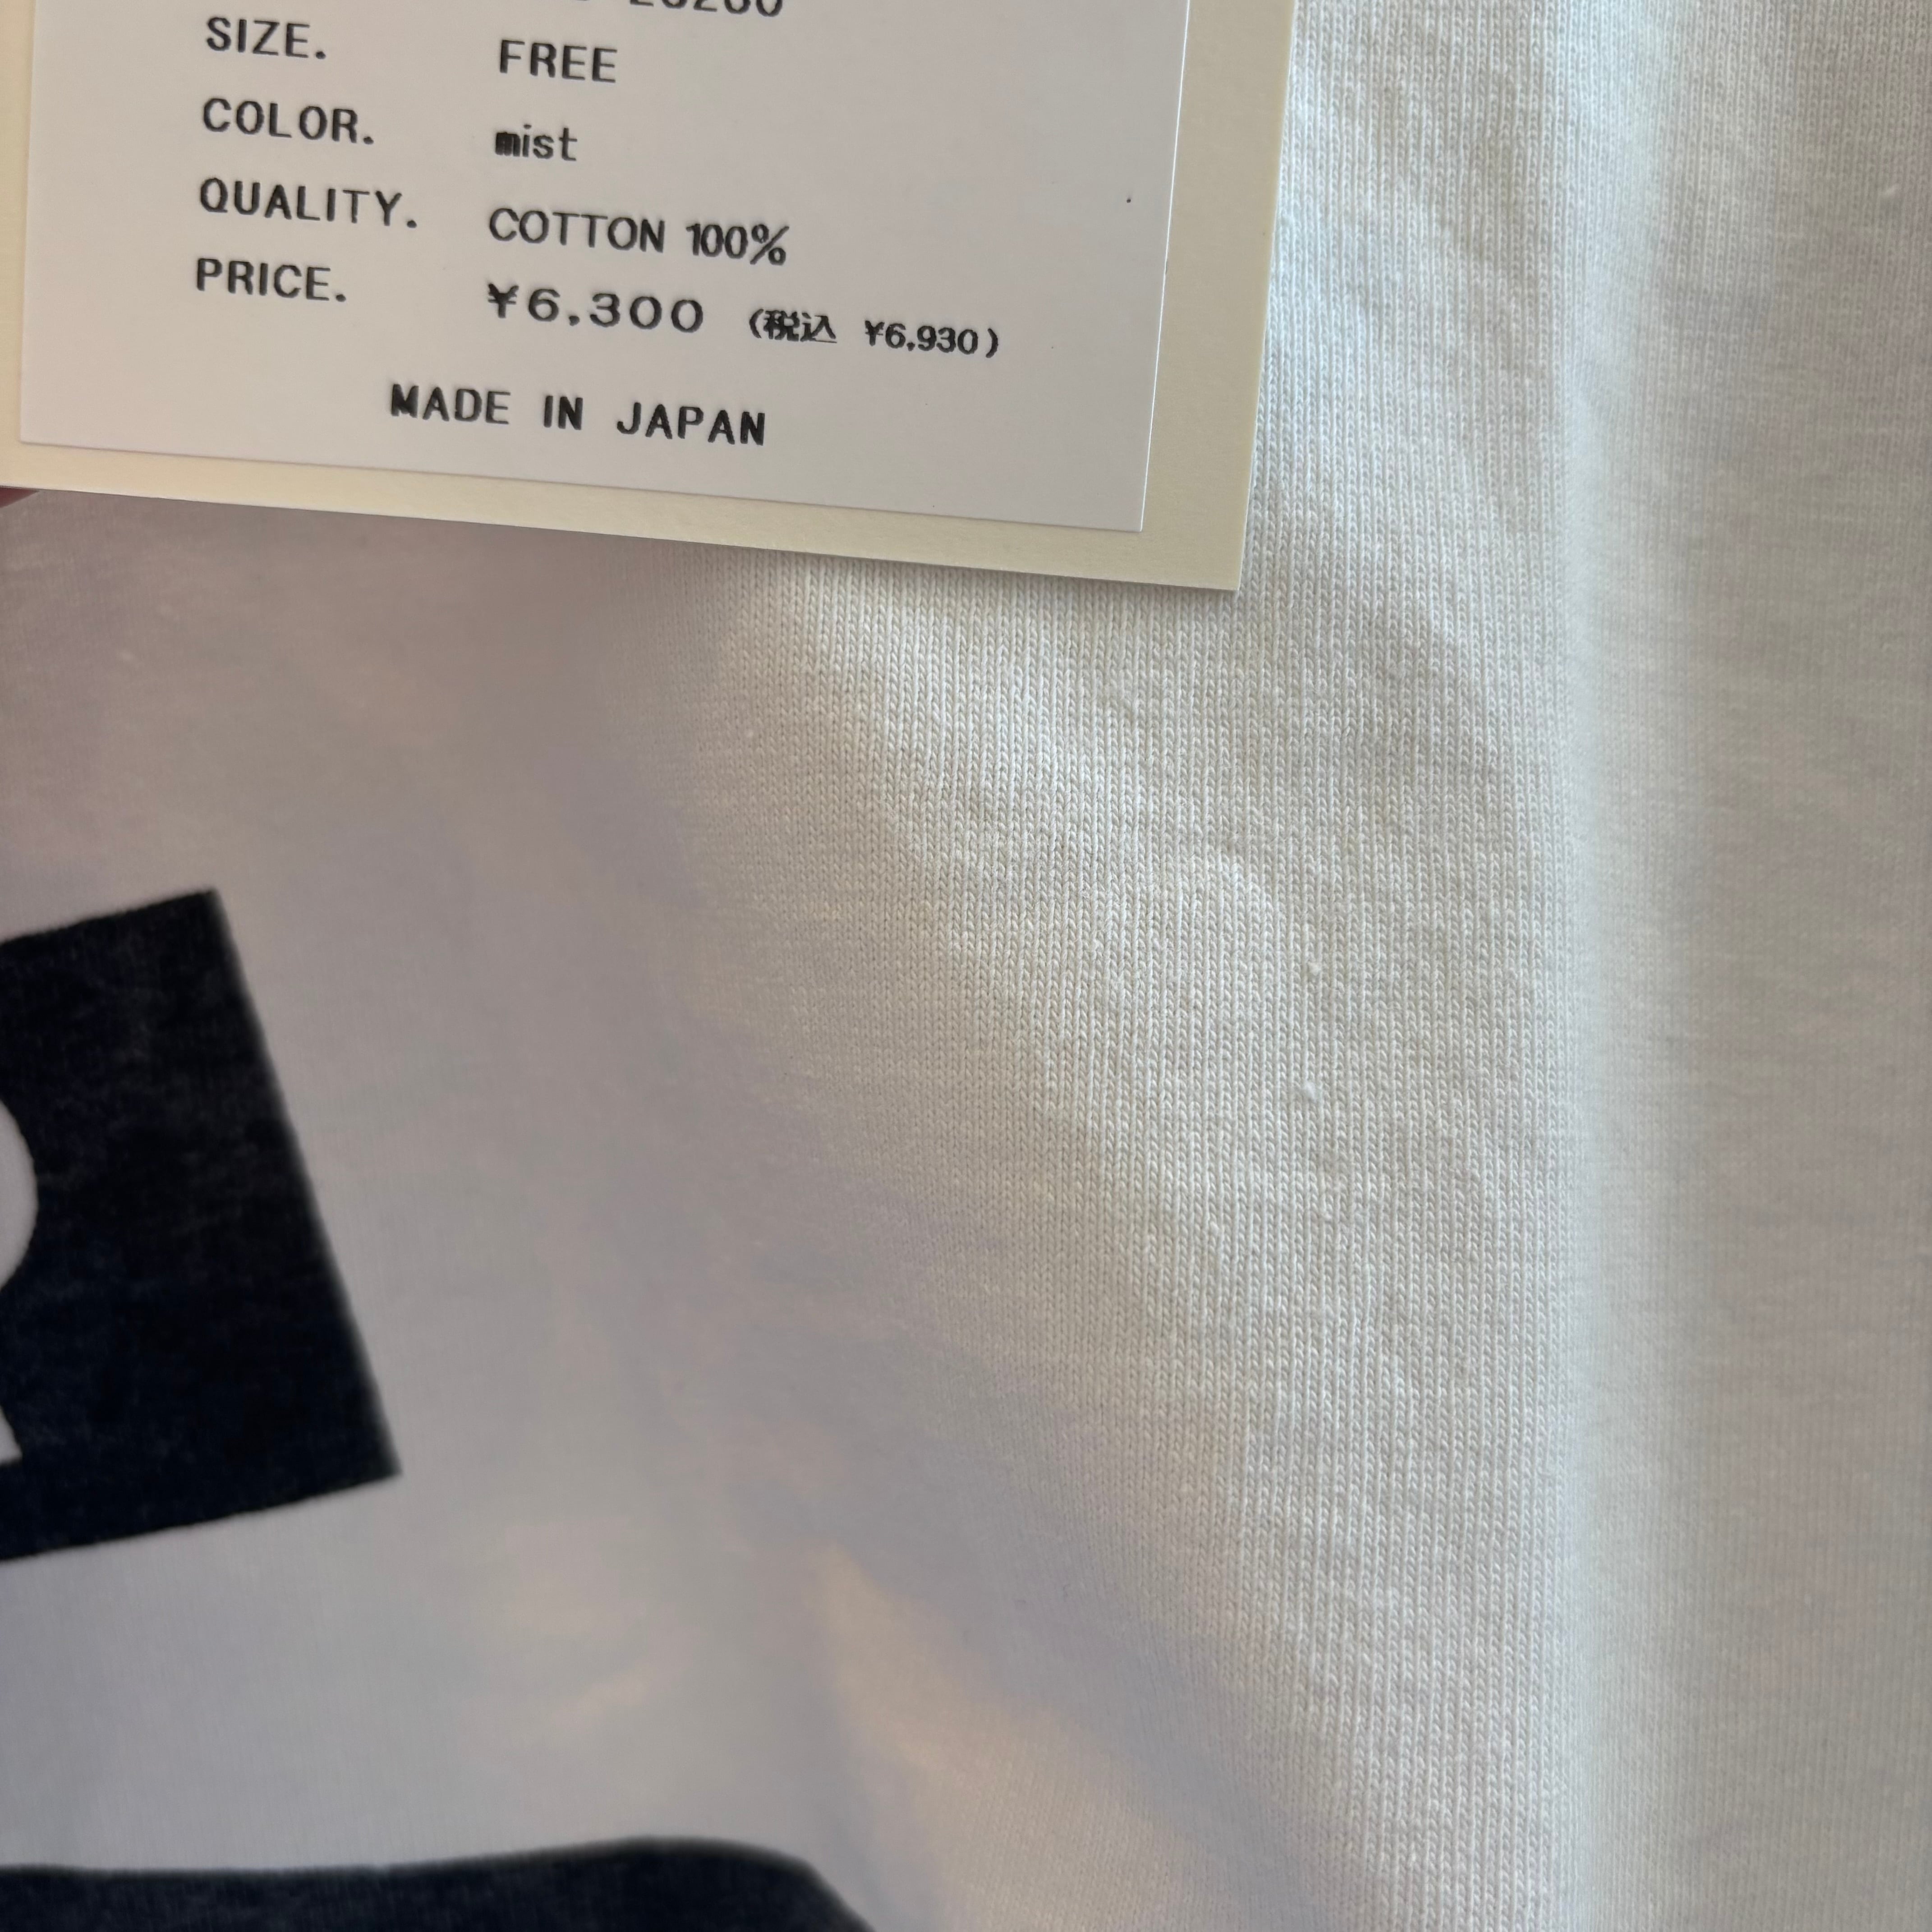 SIZE. FREE
COLOR. mist
QUALITY. COTTON 100%
PRICE. ¥6,300 (税込 ¥6,930)
MADE IN JAPAN